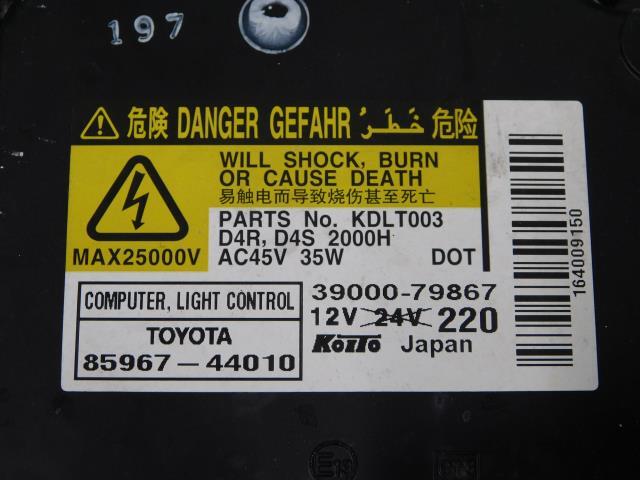 197
危険 DANGER GEFAHR خَطَرُ 危险
WILL SHOCK, BURN
OR CAUSE DEATH
易触电而导致烧伤甚至死亡
MAX25000V
PARTS No. KDLT003
D4R, D4S 2000H
AC45V 35W DOT
COMPUTER, LIGHT CONTROL
TOYOTA
85967-44010
39000-79867
12V 24V 220
KOITO Japan
164009150
E13